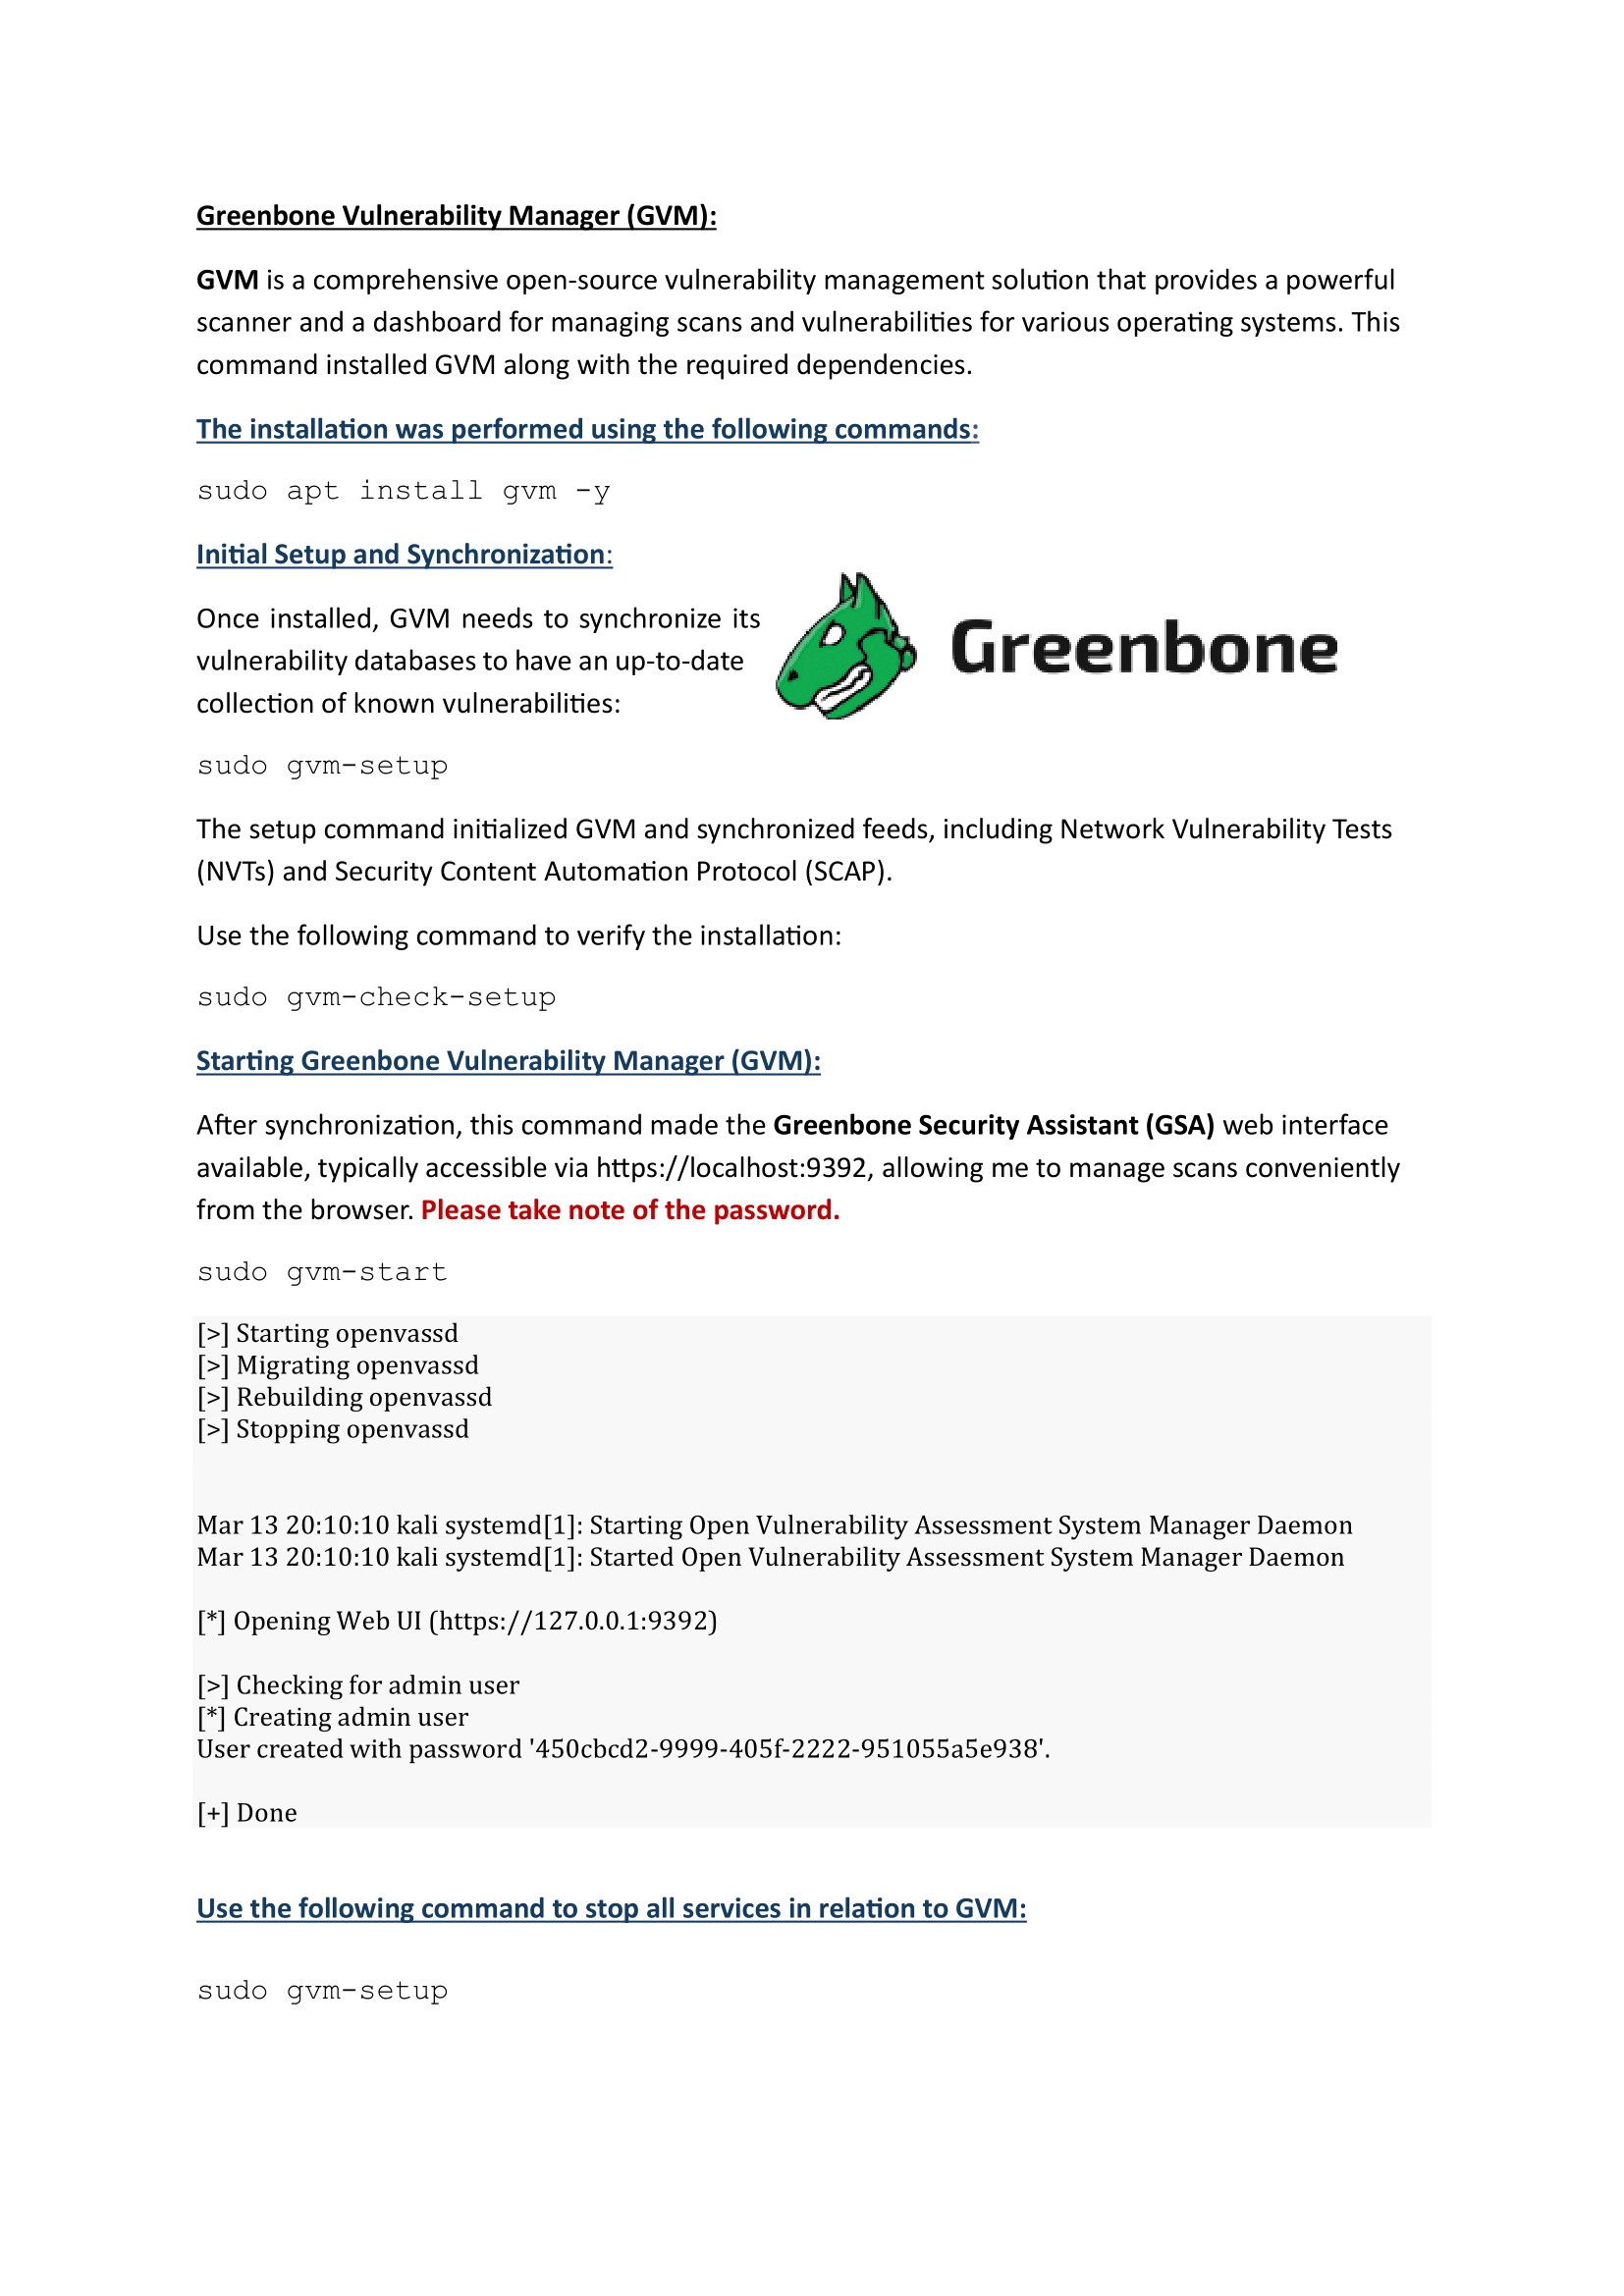 Greenbone Vulnerability Manager (GVM):
GVM is a comprehensive open-source vulnerability management solution that provides a powerful
scanner and a dashboard for managing scans and vulnerabilities for various operating systems. This
command installed GVM along with the required dependencies.
The installation was performed using the following commands:
sudo apt install gvm -y
Initial Setup and Synchronization:
Once installed, GVM needs to synchronize its
vulnerability databases to have an up-to-date
collection of known vulnerabilities:
Greenbone
sudo gvm-setup
The setup command initialized GVM and synchronized feeds, including Network Vulnerability Tests
(NVTs) and Security Content Automation Protocol (SCAP).
Use the following command to verify the installation:
sudo gvm-check-setup
Starting Greenbone Vulnerability Manager (GVM):
After synchronization, this command made the Greenbone Security Assistant (GSA) web interface
available, typically accessible via https://localhost:9392, allowing me to manage scans conveniently
from the browser. Please take note of the password.
sudo gvm-start
[>] Starting openvassd
[>] Migrating openvassd
[>] Rebuilding openvassd
[>] Stopping openvassd
Mar 13 20:10:10 kali systemd[1]: Starting Open Vulnerability Assessment System Manager Daemon
Mar 13 20:10:10 kali systemd[1]: Started Open Vulnerability Assessment System Manager Daemon
[*] Opening Web UI (https://127.0.0.1:9392)
[>] Checking for admin user
[*] Creating admin user
User created with password '450cbcd2-9999-405f-2222-951055a5e938'.
[+] Done
Use the following command to stop all services in relation to GVM:
sudo gvm-setup